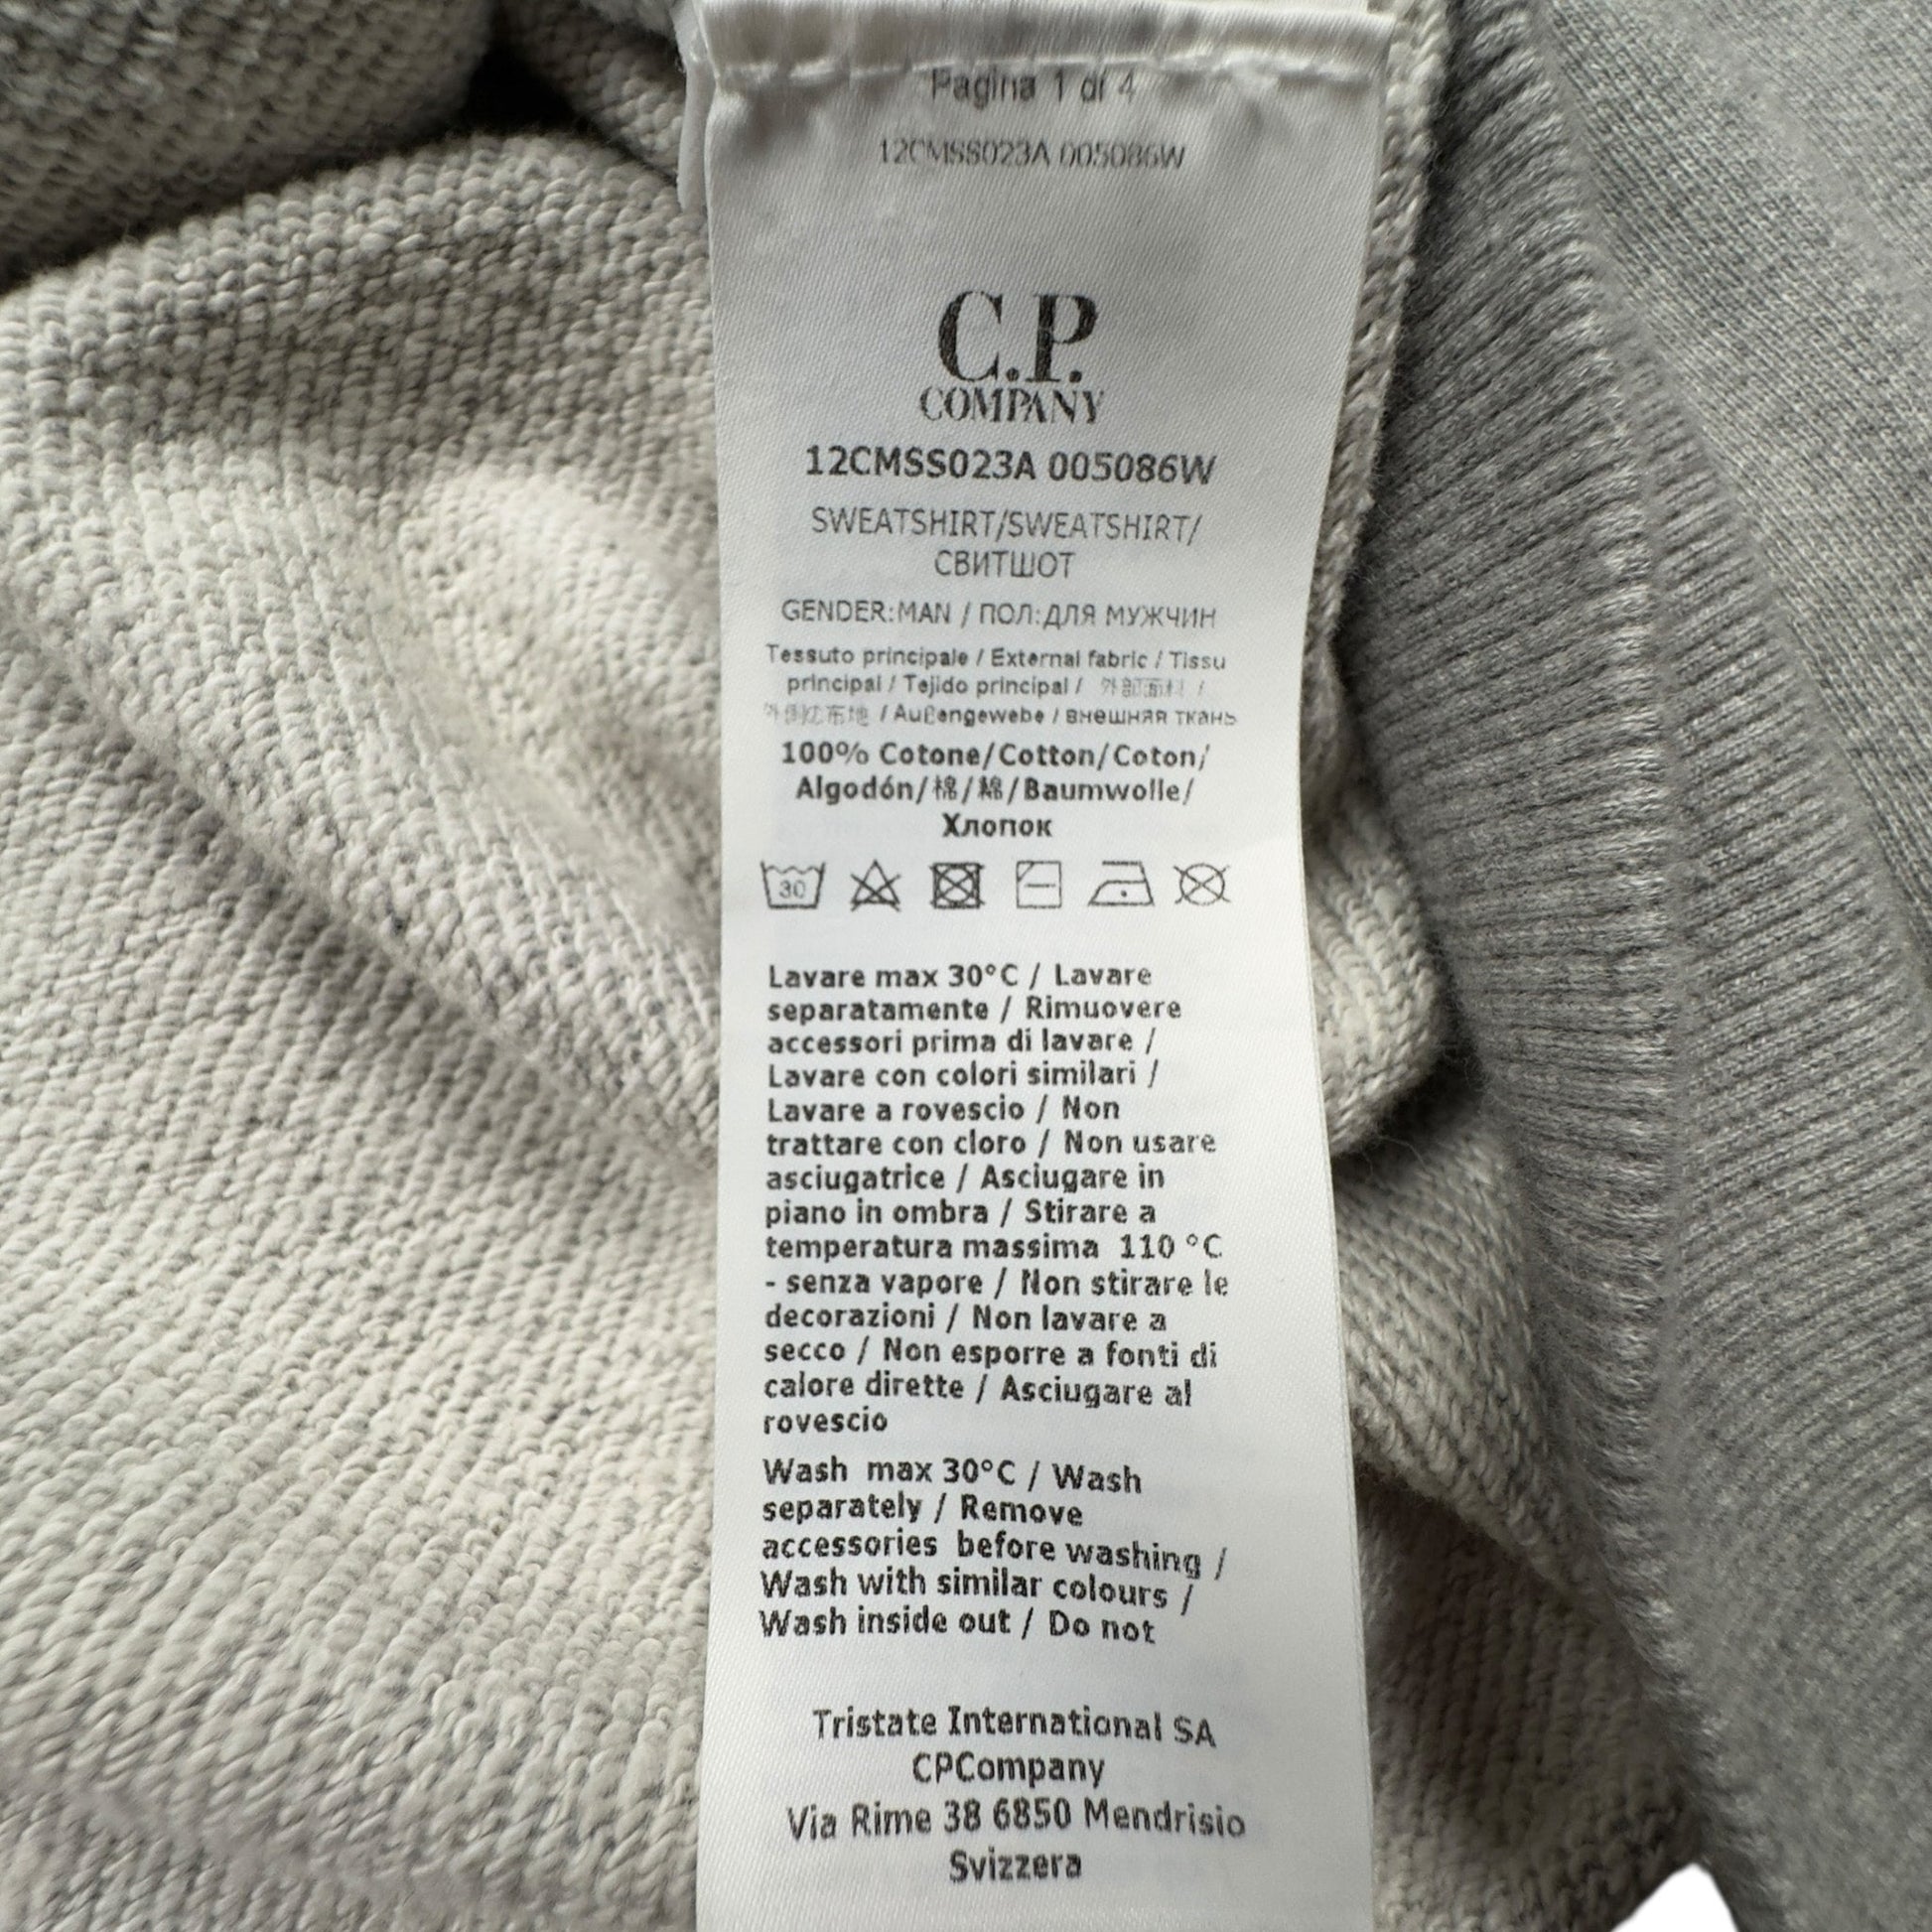 Pagina 1 di 4
12CMSS023A 005086W
C.P.
COMPANY
12CMSS023A 005086W
SWEATSHIRT/SWEATSHIRT/
СВИТШОТ
GENDER:MAN / ПОЛ:ДЛЯ МУЖЧИН
Tessuto principale / External fabric / Tissu
principal / Tejido principal / 外部面料 /
/ Außengewebe / внешняя ткань
100% Cotone/Cotton/Coton/
Algodón/棉/綿/Baumwolle/
Хлопок
30
Lavare max 30°C / Lavare
separatamente / Rimuovere
accessori prima di lavare /
Lavare con colori similari /
Lavare a rovescio / Non
trattare con cloro / Non usare
asciugatrice / Asciugare in
piano in ombra / Stirare a
temperatura massima 110 °C
- senza vapore / Non stirare le
decorazioni / Non lavare a
secco / Non esporre a fonti di
calore dirette / Asciugare al
rovescio
Wash max 30°C / Wash
separately / Remove
accessories before washing /
Wash with similar colours /
Wash inside out / Do not
Tristate International SA
CPCompany
Via Rime 38 6850 Mendrisio
Svizzera